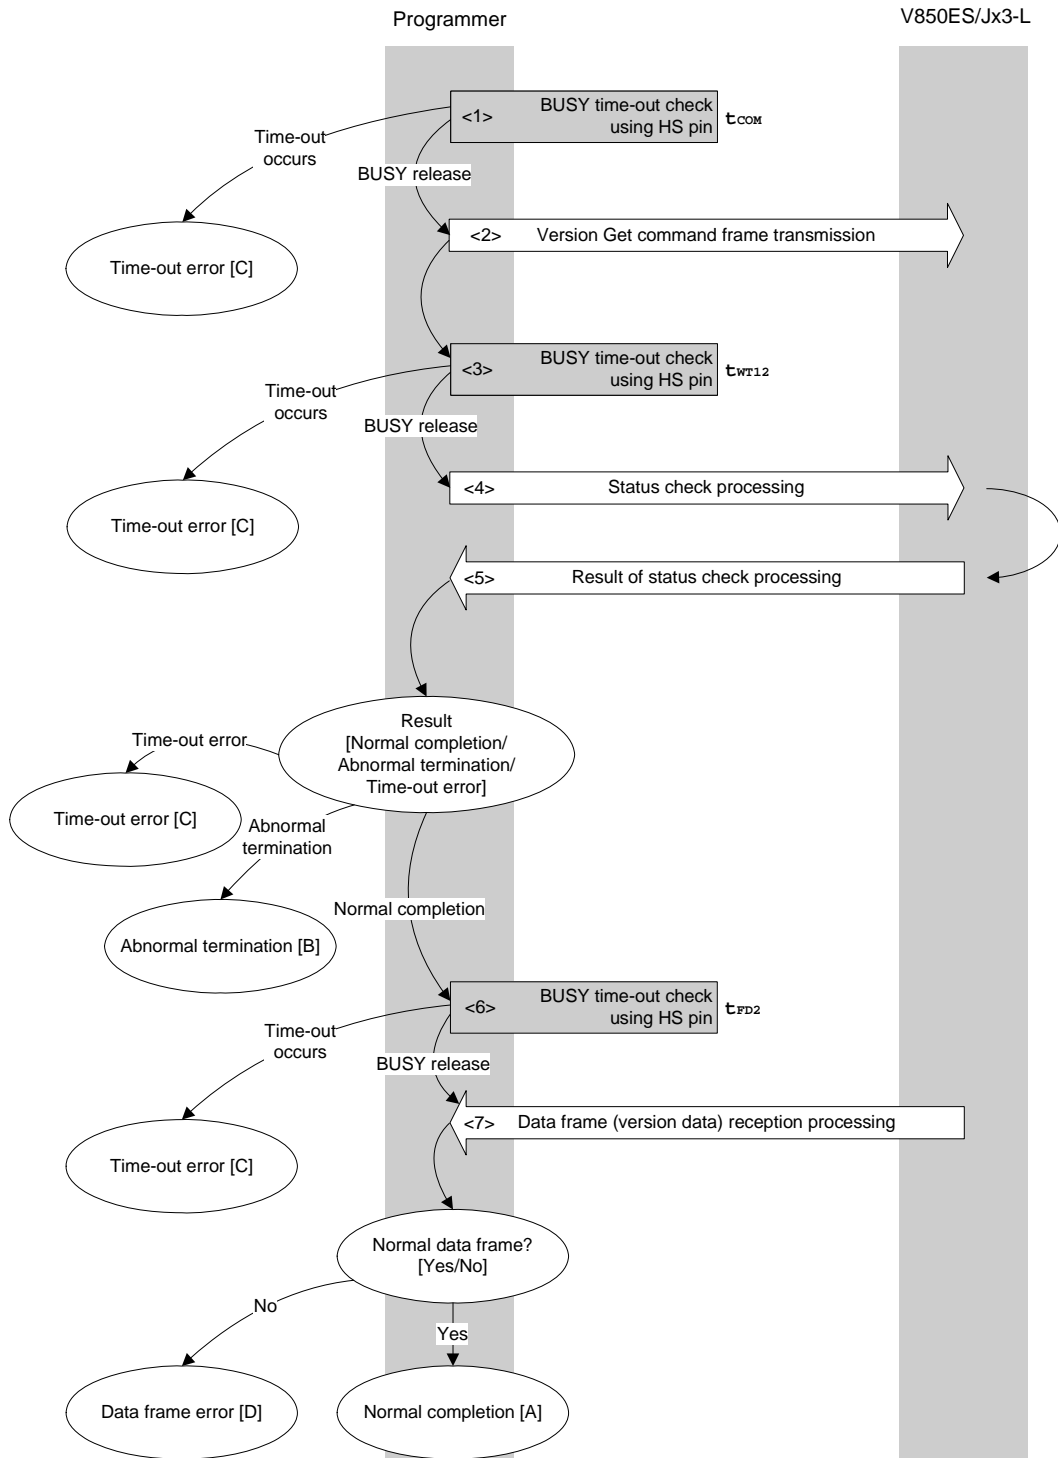 Programmer
V850ES/Jx3-L
<1>
BUSY time-out check
using HS pin
tCOM
Time-out
occurs
BUSY release
Time-out error [C]
<2> Version Get command frame transmission
<3>
BUSY time-out check
using HS pin
tWT12
Time-out
occurs
BUSY release
Time-out error [C]
<4> Status check processing
<5> Result of status check processing
Result
[Normal completion/
Abnormal termination/
Time-out error]
Time-out error
Time-out error [C]
Abnormal
termination
Abnormal termination [B]
Normal completion
<6>
BUSY time-out check
using HS pin
tFD2
Time-out
occurs
BUSY release
Time-out error [C]
<7> Data frame (version data) reception processing
Normal data frame?
[Yes/No]
No
Yes
Data frame error [D]
Normal completion [A]